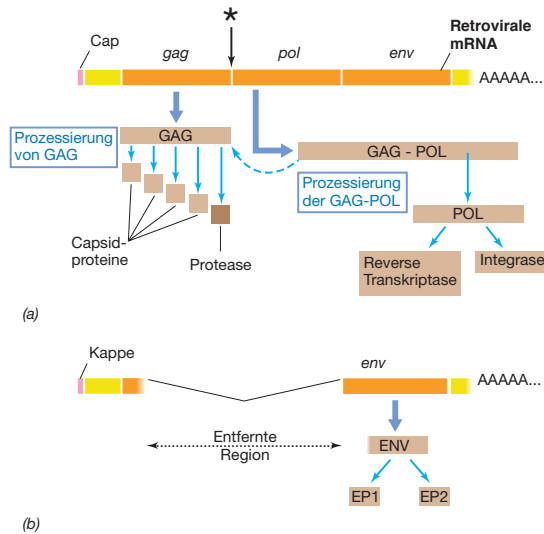 *
Cap
gag
pol
env
Retrovirale
mRNA
AAAAA...
Prozessierung
von GAG
GAG
GAG - POL
Prozessierung
der GAG-POL
POL
Capsid-
proteine
Protease
Reverse
Transkriptase
Integrase
(a)
Kappe
env
AAAAA...
Entfernte
Region
ENV
EP1
EP2
(b)